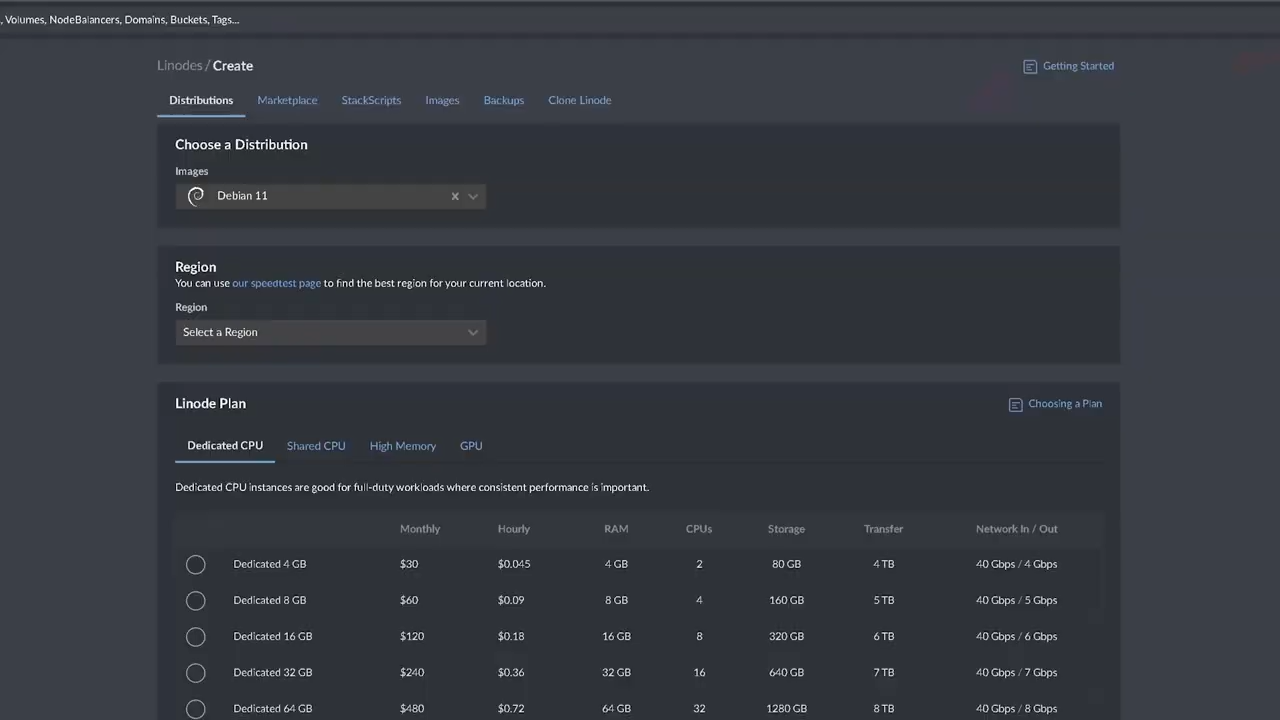 , Volumes, NodeBalancers, Domains, Buckets, Tags...
Linodes / Create
Getting Started
Distributions Marketplace StackScripts Images Backups Clone Linode
Choose a Distribution
Images
Debian 11
Region
You can use our speedtest page to find the best region for your current location.
Region
Select a Region
Linode Plan
Choosing a Plan
Dedicated CPU Shared CPU High Memory GPU
Dedicated CPU instances are good for full-duty workloads where consistent performance is important.
Monthly Hourly RAM CPUs Storage Transfer Network In / Out
Dedicated 4 GB $30 $0.045 4 GB 2 80 GB 4 TB 40 Gbps / 4 Gbps
Dedicated 8 GB $60 $0.09 8 GB 4 160 GB 5 TB 40 Gbps / 5 Gbps
Dedicated 16 GB $120 $0.18 16 GB 8 320 GB 6 TB 40 Gbps / 6 Gbps
Dedicated 32 GB $240 $0.36 32 GB 16 640 GB 7 TB 40 Gbps / 7 Gbps
Dedicated 64 GB $480 $0.72 64 GB 32 1280 GB 8 TB 40 Gbps / 8 Gbps